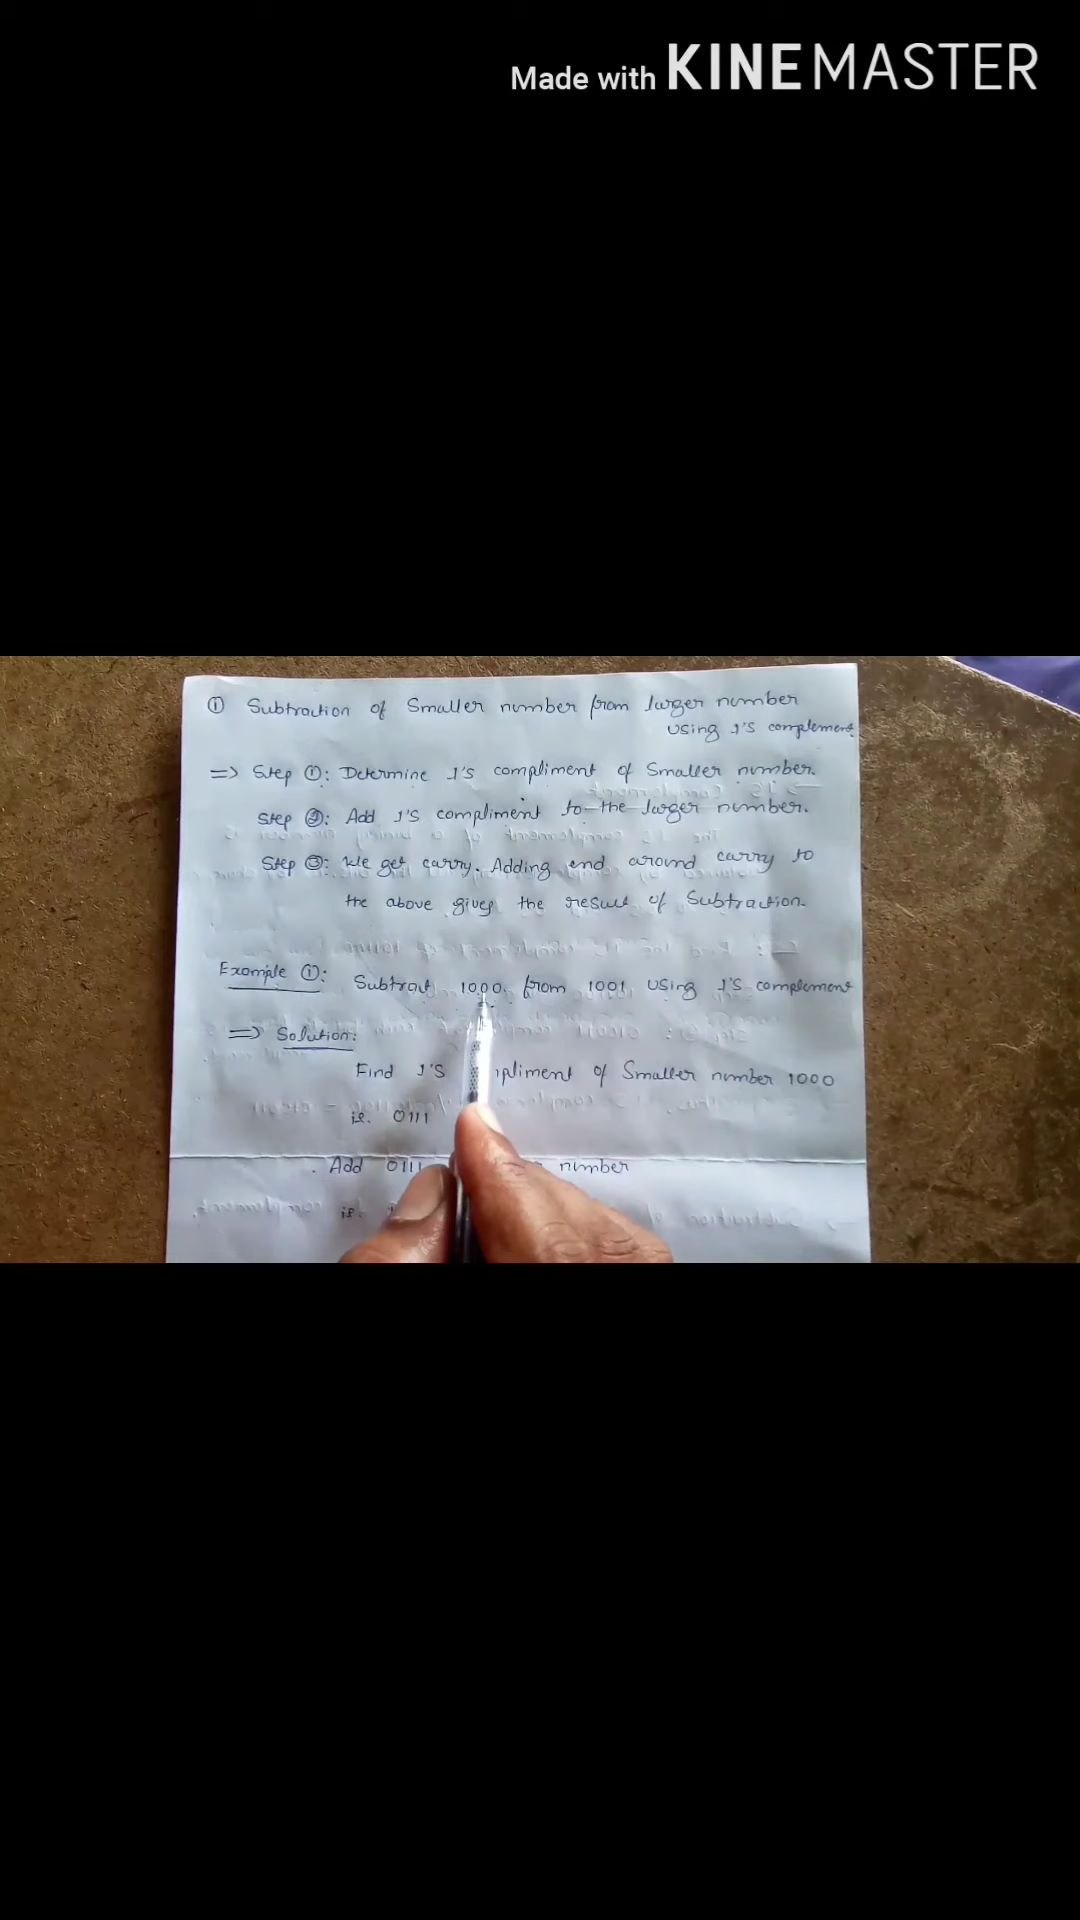 Made with KINEMASTER
① Subtraction of Smaller number from larger number
using 1'S complement
=> Step ①: Determine 1's compliment of Smaller number.
Step ②: Add 1'S compliment to the larger number.
Step ③: We get carry. Adding end around carry to
the above gives the result of Subtraction.
Example ①: Subtract 1000 from 1001 using 1'S complement
=> Solution:
Find 1'S pliment of Smaller number 1000
ie. 0111
Add 0111 number
ie.